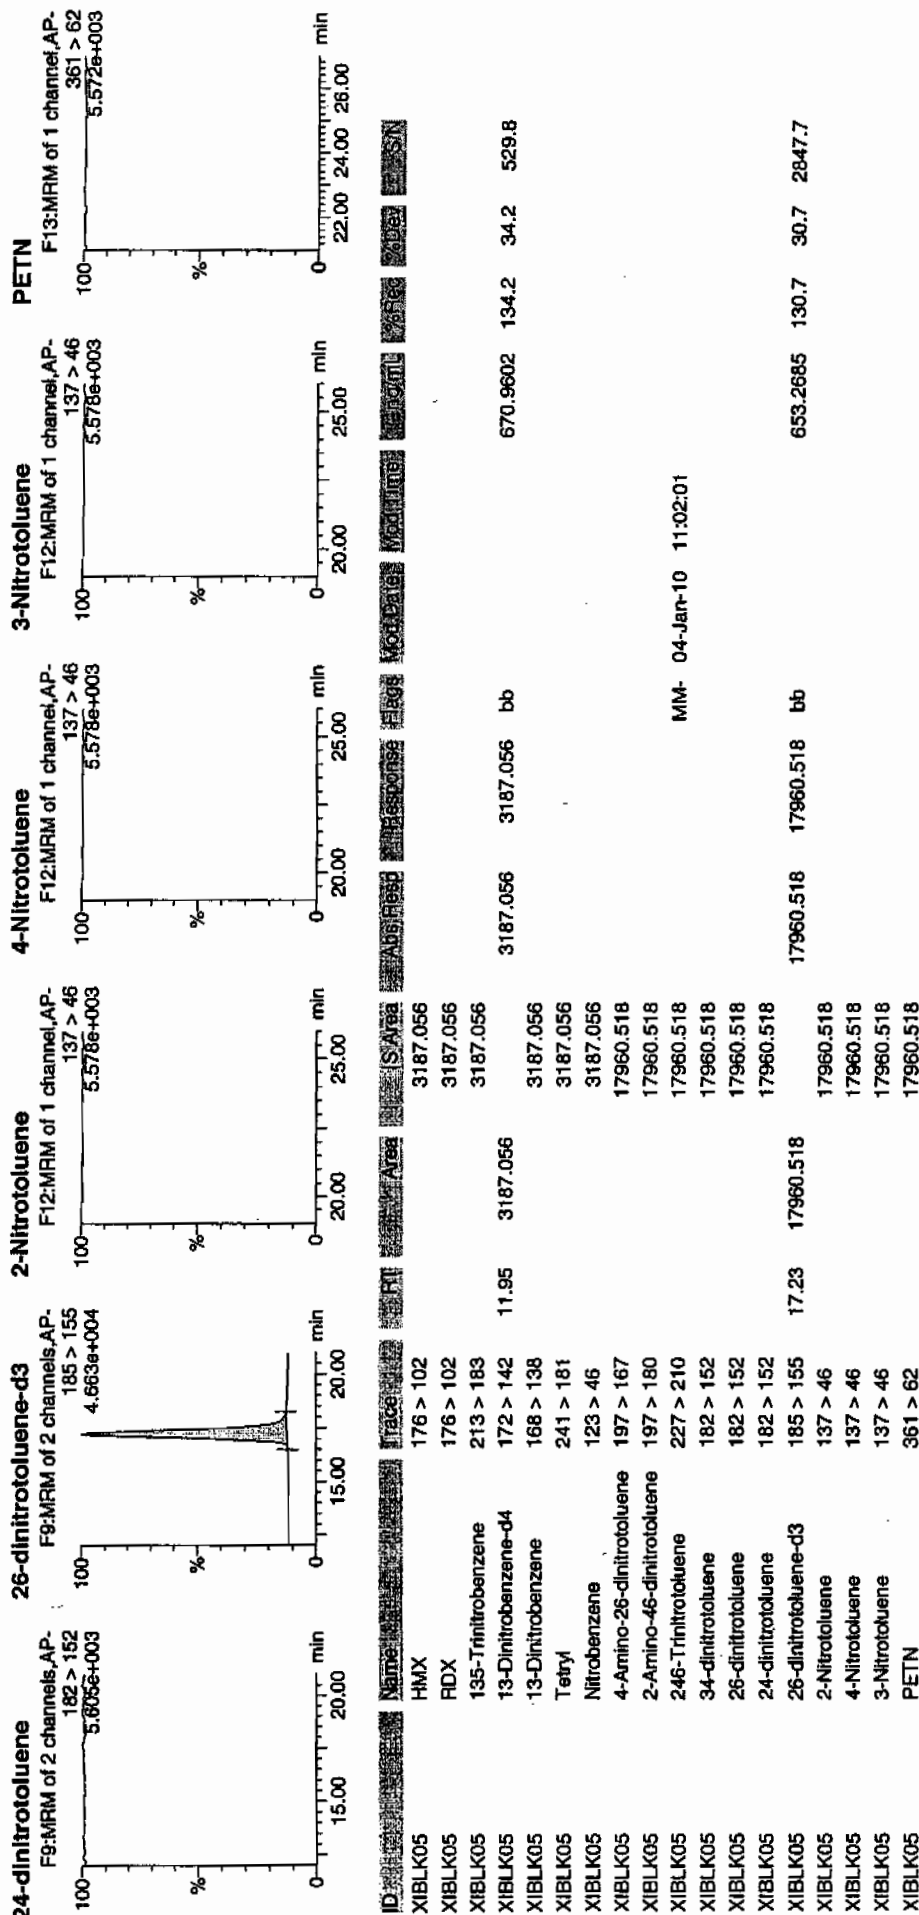 24-dinitrotoluene
F9:MRM of 2 channels,AP-
182 > 152
5.605e+003
100
%
0
15.00 20.00 min
26-dinitrotoluene-d3
F9:MRM of 2 channels,AP-
185 > 155
4.663e+004
100
%
0
15.00 20.00 min
2-Nitrotoluene
F12:MRM of 1 channel,AP-
137 > 46
5.578e+003
100
%
0
20.00 25.00 min
4-Nitrotoluene
F12:MRM of 1 channel,AP-
137 > 46
5.578e+003
100
%
0
20.00 25.00 min
3-Nitrotoluene
F12:MRM of 1 channel,AP-
137 > 46
5.578e+003
100
%
0
20.00 25.00 min
PETN
F13:MRM of 1 channel,AP-
361 > 62
5.572e+003
100
%
0
22.00 24.00 26.00 min
ID Name Trace RT Area IS Area Abs Resp Response Flags Mod Date Mod Time ng/mL %Rec %Dev S/N
XIBLK05 HMX 176 > 102 3187.056
XIBLK05 RDX 176 > 102 3187.056
XIBLK05 135-Trinitrobenzene 213 > 183 3187.056
XIBLK05 13-Dinitrobenzene-d4 172 > 142 11.95 3187.056 3187.056 3187.056 bb 670.9602 134.2 34.2 529.8
XIBLK05 13-Dinitrobenzene 168 > 138 3187.056
XIBLK05 Tetryl 241 > 181 3187.056
XIBLK05 Nitrobenzene 123 > 46 3187.056
XIBLK05 4-Amino-26-dinitrotoluene 197 > 167 17960.518
XIBLK05 2-Amino-46-dinitrotoluene 197 > 180 17960.518
XIBLK05 246-Trinitrotoluene 227 > 210 17960.518 MM- 04-Jan-10 11:02:01
XIBLK05 34-dinitrotoluene 182 > 152 17960.518
XIBLK05 26-dinitrotoluene 182 > 152 17960.518
XIBLK05 24-dinitrotoluene 182 > 152 17960.518
XIBLK05 26-dinitrotoluene-d3 185 > 155 17.23 17960.518 17960.518 17960.518 bb 653.2685 130.7 30.7 2847.7
XIBLK05 2-Nitrotoluene 137 > 46 17960.518
XIBLK05 4-Nitrotoluene 137 > 46 17960.518
XIBLK05 3-Nitrotoluene 137 > 46 17960.518
XIBLK05 PETN 361 > 62 17960.518